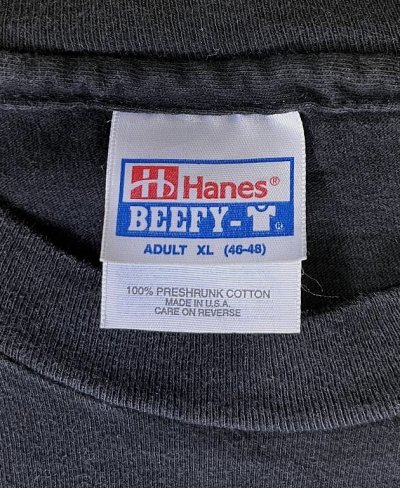 Hanes®
BEEFY-T
ADULT XL (46-48)
100% PRESHRUNK COTTON
MADE IN U.S.A.
CARE ON REVERSE